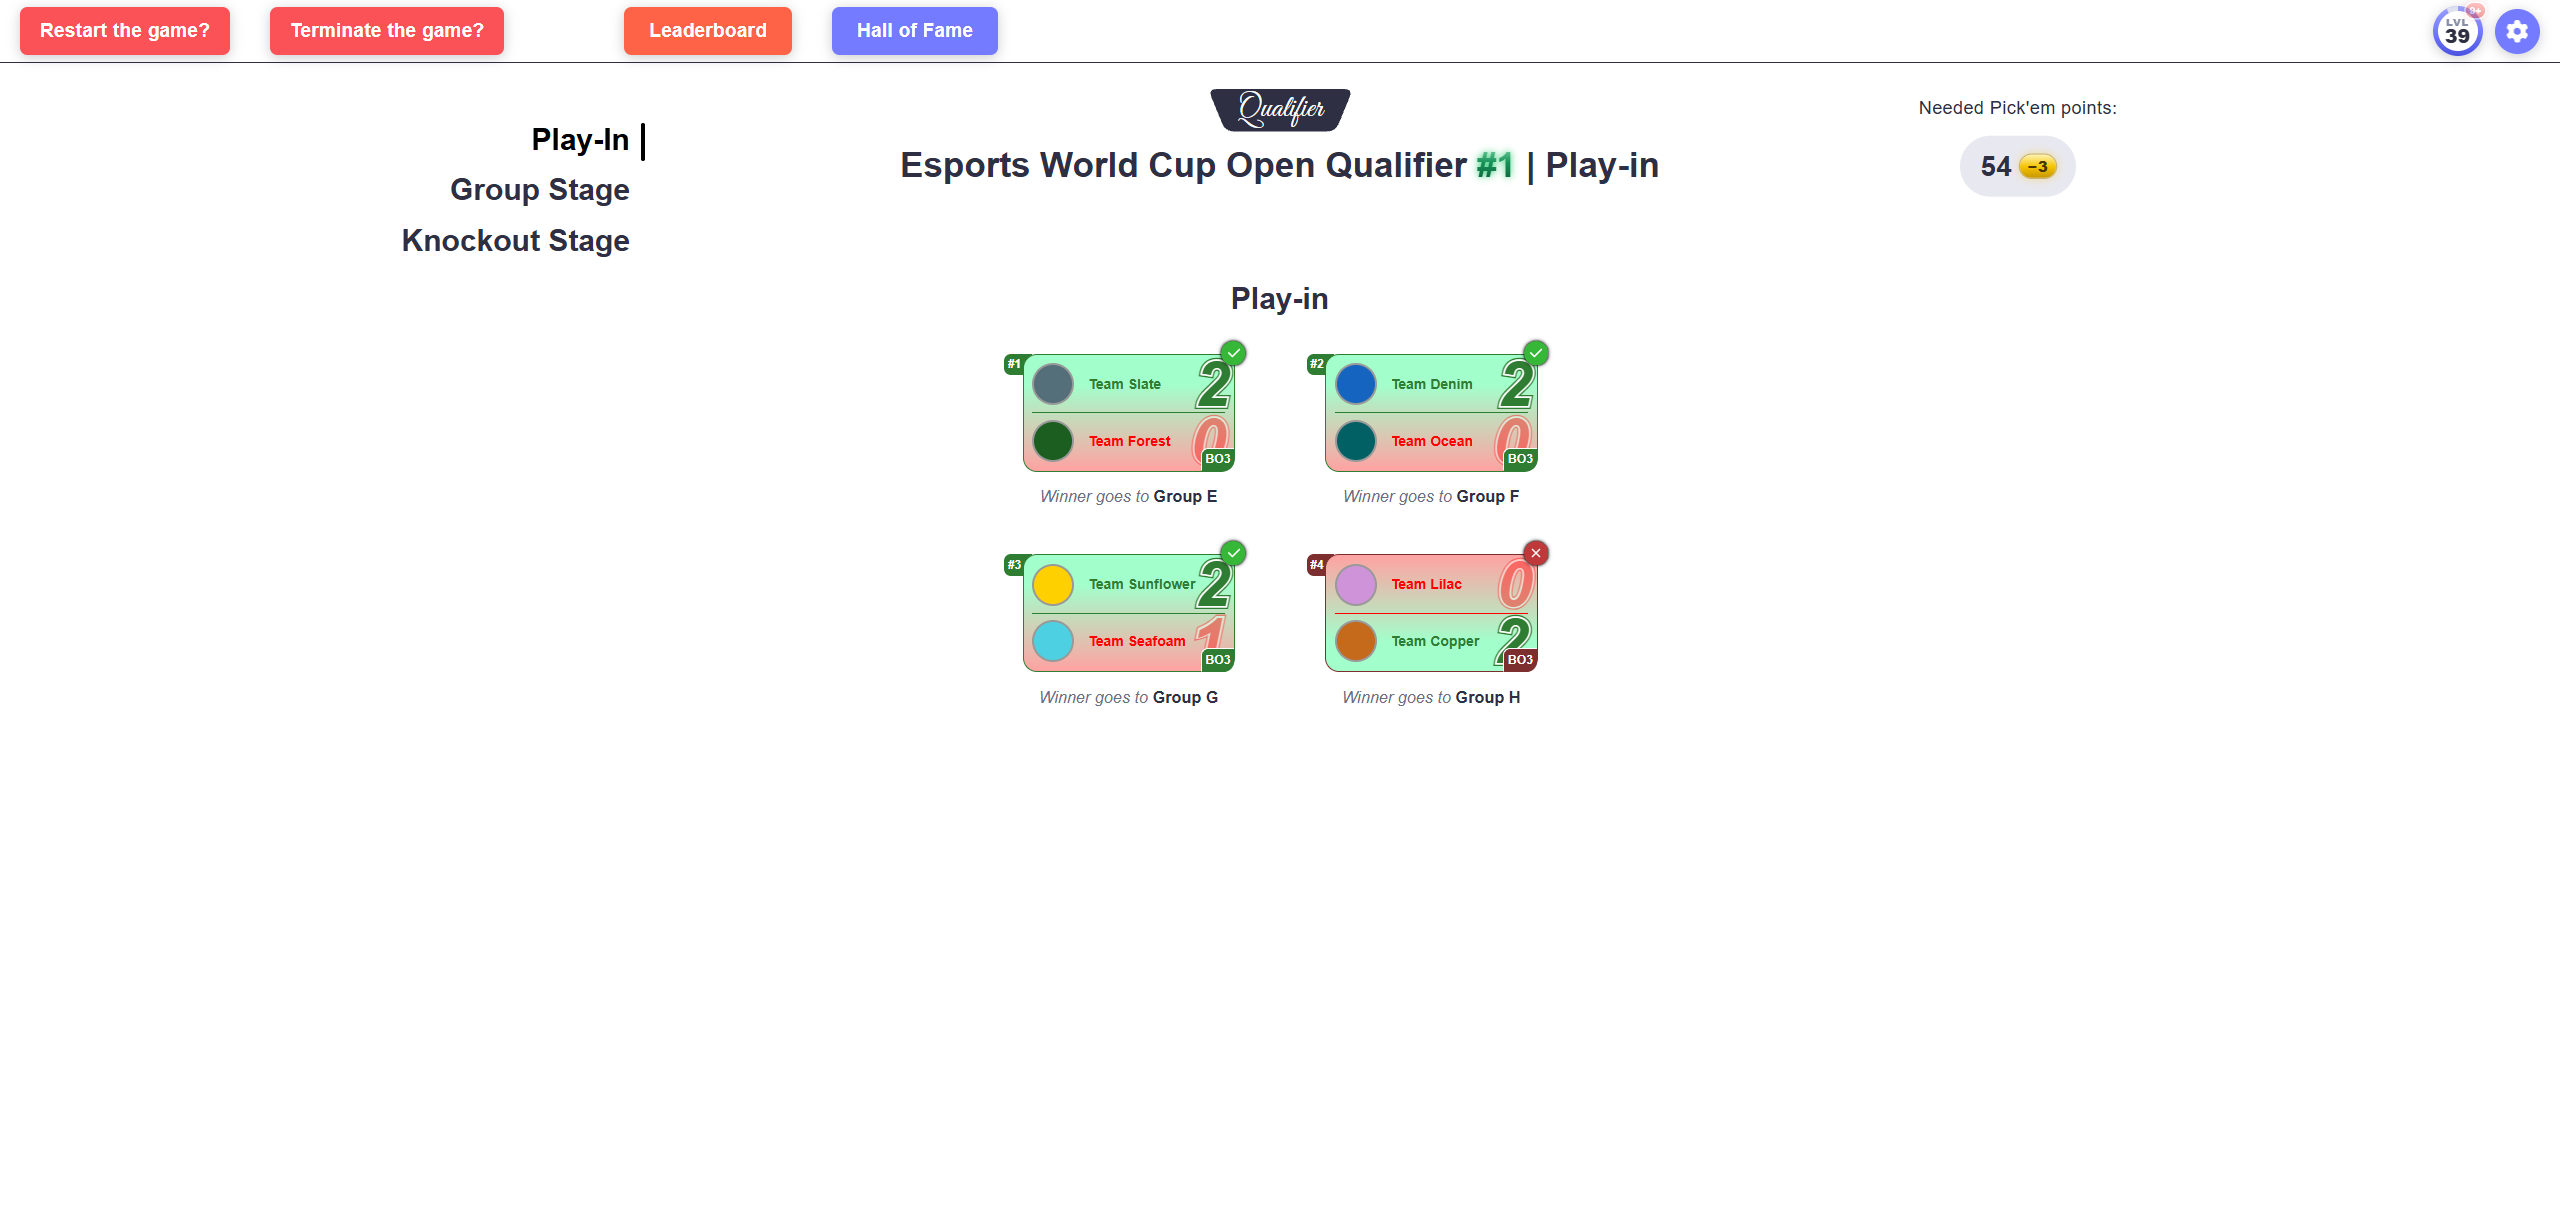 Restart the game?
Terminate the game?
Leaderboard
Hall of Fame
LVL
39
9+
Play-In
Group Stage
Knockout Stage
Qualifier
Esports World Cup Open Qualifier #1 | Play-in
Needed Pick'em points:
54 −3
Play-in
#1
Team Slate 2
Team Forest 0
BO3
Winner goes to Group E
#2
Team Denim 2
Team Ocean 0
BO3
Winner goes to Group F
#3
Team Sunflower 2
Team Seafoam 1
BO3
Winner goes to Group G
#4
Team Lilac 0
Team Copper 2
BO3
Winner goes to Group H